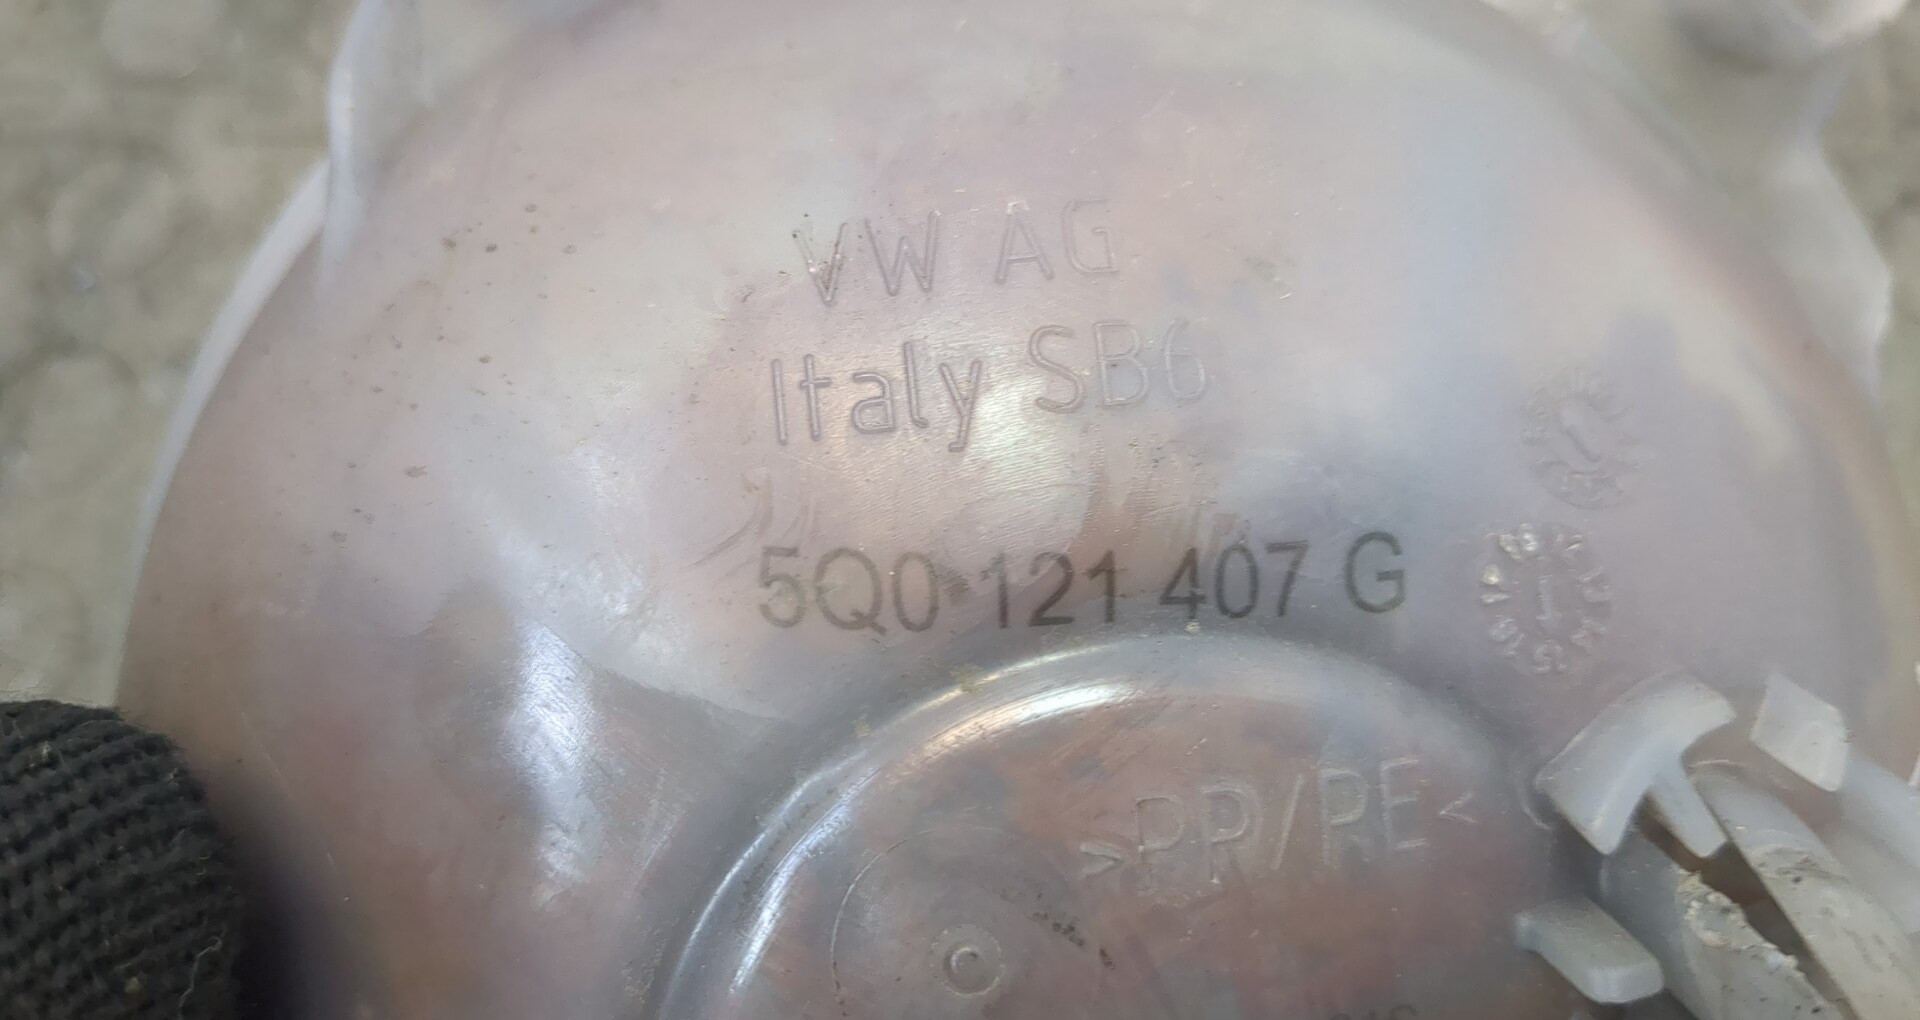 VW AG
Italy SB6
5Q0 121 407 G
>PP/PE<
C